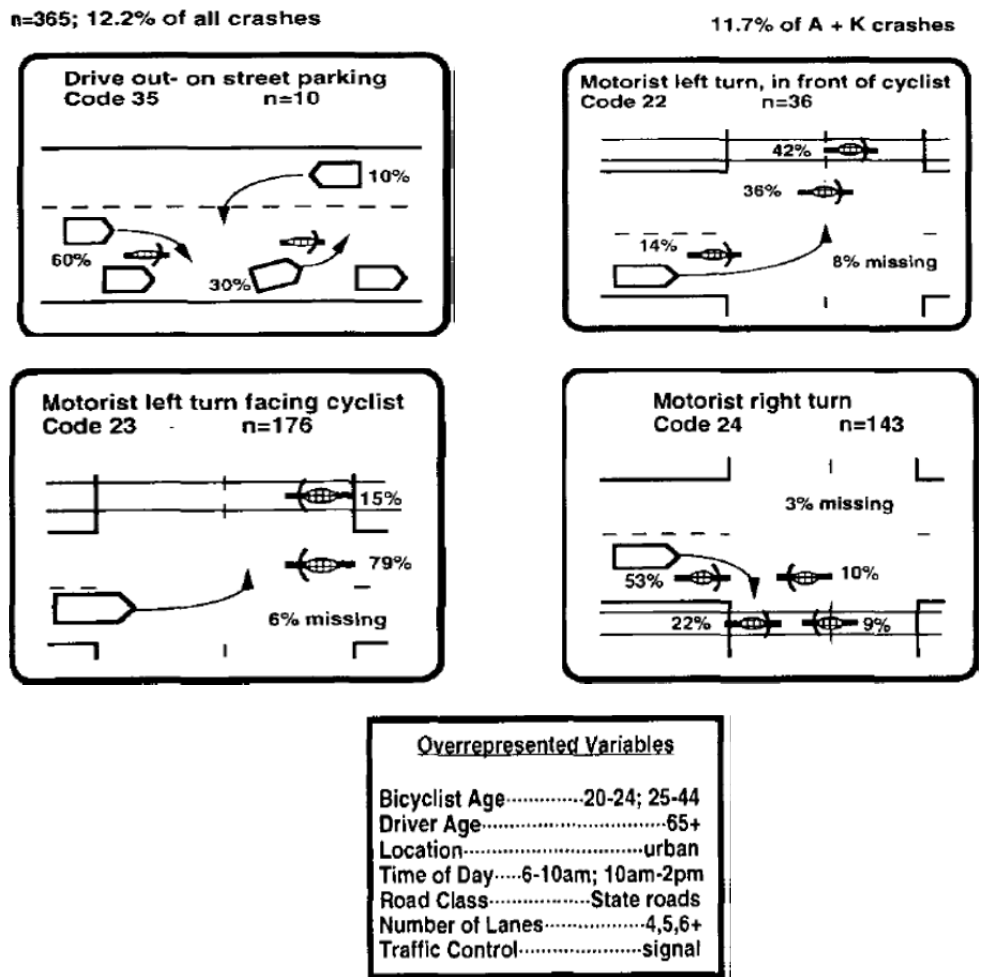 n=365; 12.2% of all crashes
11.7% of A + K crashes
Drive out- on street parking
Code 35 n=10
10%
60%
30%
Motorist left turn, in front of cyclist
Code 22 n=36
42%
36%
14%
8% missing
Motorist left turn facing cyclist
Code 23 n=176
15%
79%
6% missing
Motorist right turn
Code 24 n=143
3% missing
53%
10%
22%
9%
Overrepresented Variables
Bicyclist Age·············20-24; 25-44
Driver Age··························65+
Location····························urban
Time of Day·····6-10am; 10am-2pm
Road Class··················State roads
Number of Lanes···················4,5,6+
Traffic Control······················signal